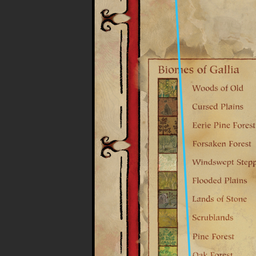 Biomes of Gallia
Woods of Old
Cursed Plains
Eerie Pine Forest
Forsaken Forest
Windswept Stepp
Flooded Plains
Lands of Stone
Scrublands
Pine Forest
Oak Forest